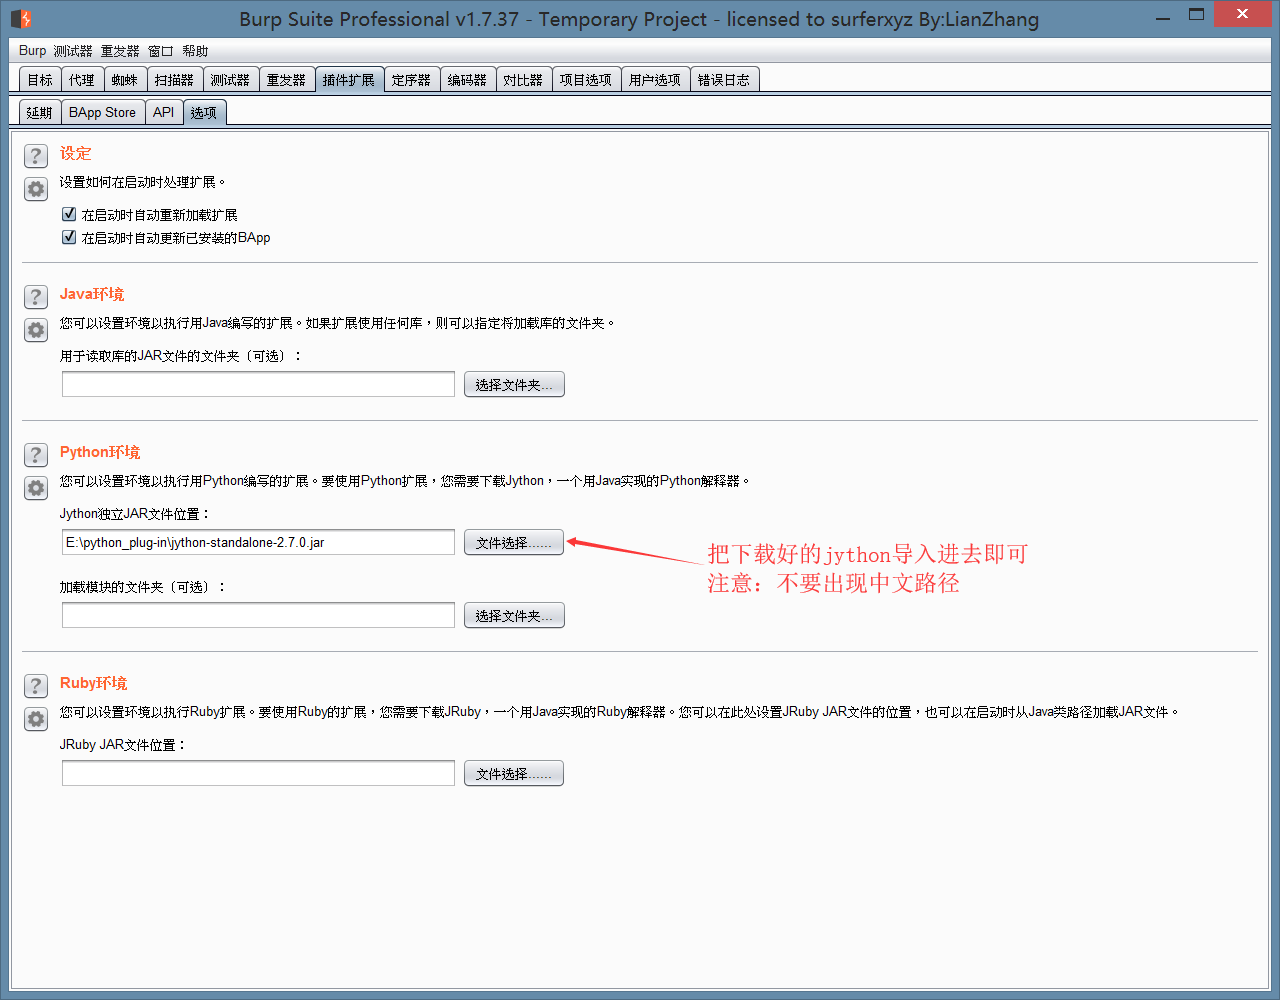 Burp Suite Professional v1.7.37 - Temporary Project - licensed to surferxyz By:LianZhang
Burp 测试器 重发器 窗口 帮助
目标 代理 蜘蛛 扫描器 测试器 重发器 插件扩展 定序器 编码器 对比器 项目选项 用户选项 错误日志
延期 BApp Store API 选项
设定
设置如何在启动时处理扩展。
在启动时自动重新加载扩展
在启动时自动更新已安装的BApp
Java环境
您可以设置环境以执行用Java编写的扩展。如果扩展使用任何库，则可以指定将加载库的文件夹。
用于读取库的JAR文件的文件夹（可选）：
选择文件夹...
Python环境
您可以设置环境以执行用Python编写的扩展。要使用Python扩展，您需要下载Jython，一个用Java实现的Python解释器。
Jython独立JAR文件位置：
E:\python_plug-in\jython-standalone-2.7.0.jar 文件选择......
把下载好的jython导入进去即可
注意：不要出现中文路径
加载模块的文件夹（可选）：
选择文件夹...
Ruby环境
您可以设置环境以执行Ruby扩展。要使用Ruby的扩展，您需要下载JRuby，一个用Java实现的Ruby解释器。您可以在此处设置JRuby JAR文件的位置，也可以在启动时从Java类路径加载JAR文件。
JRuby JAR文件位置：
文件选择......